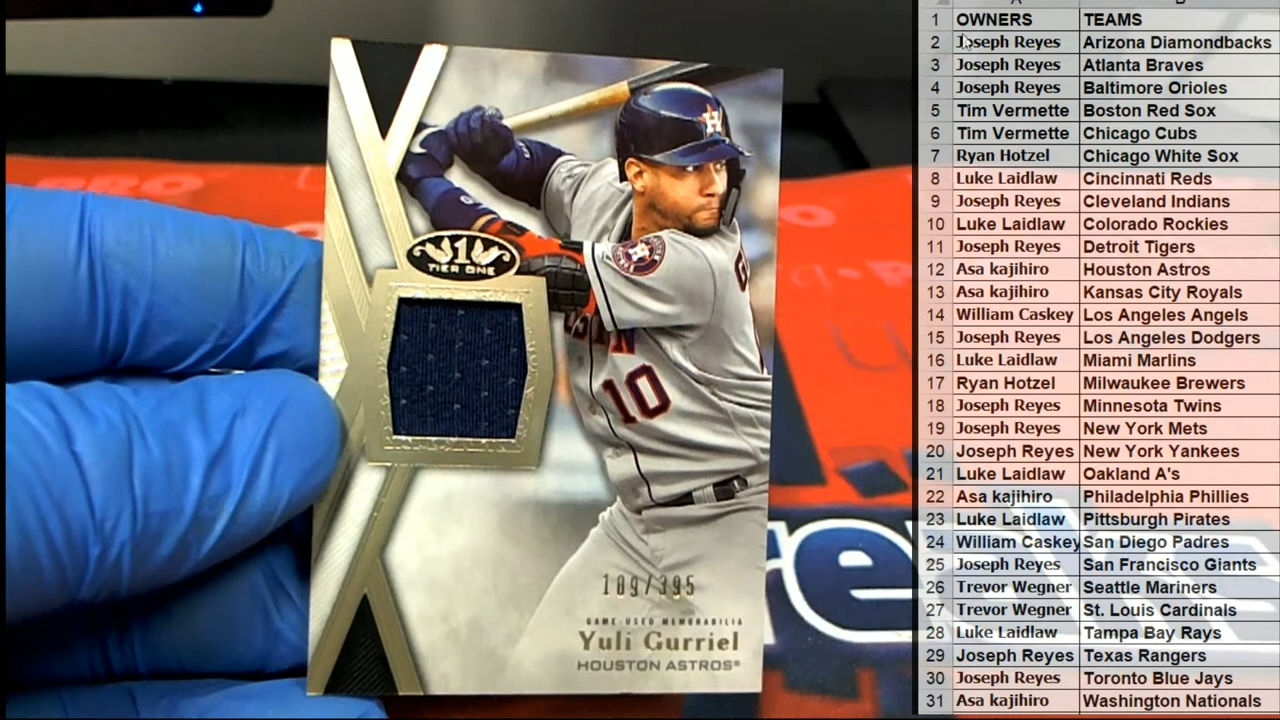 1
TIER ONE
10
189/395
GAME-USED MEMORABILIA
Yuli Gurriel
HOUSTON ASTROS®
A B
1 OWNERS TEAMS
2 Joseph Reyes Arizona Diamondbacks
3 Joseph Reyes Atlanta Braves
4 Joseph Reyes Baltimore Orioles
5 Tim Vermette Boston Red Sox
6 Tim Vermette Chicago Cubs
7 Ryan Hotzel Chicago White Sox
8 Luke Laidlaw Cincinnati Reds
9 Joseph Reyes Cleveland Indians
10 Luke Laidlaw Colorado Rockies
11 Joseph Reyes Detroit Tigers
12 Asa kajihiro Houston Astros
13 Asa kajihiro Kansas City Royals
14 William Caskey Los Angeles Angels
15 Joseph Reyes Los Angeles Dodgers
16 Luke Laidlaw Miami Marlins
17 Ryan Hotzel Milwaukee Brewers
18 Joseph Reyes Minnesota Twins
19 Joseph Reyes New York Mets
20 Joseph Reyes New York Yankees
21 Luke Laidlaw Oakland A's
22 Asa kajihiro Philadelphia Phillies
23 Luke Laidlaw Pittsburgh Pirates
24 William Caskey San Diego Padres
25 Joseph Reyes San Francisco Giants
26 Trevor Wegner Seattle Mariners
27 Trevor Wegner St. Louis Cardinals
28 Luke Laidlaw Tampa Bay Rays
29 Joseph Reyes Texas Rangers
30 Joseph Reyes Toronto Blue Jays
31 Asa kajihiro Washington Nationals